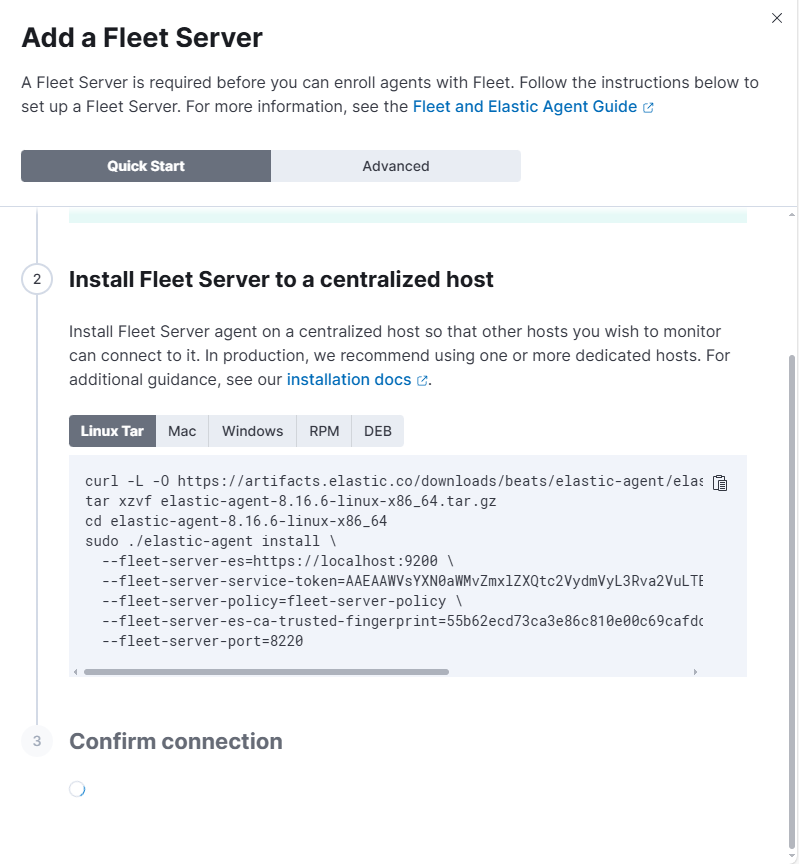 Add a Fleet Server
A Fleet Server is required before you can enroll agents with Fleet. Follow the instructions below to
set up a Fleet Server. For more information, see the Fleet and Elastic Agent Guide
Quick Start
Advanced
2
Install Fleet Server to a centralized host
Install Fleet Server agent on a centralized host so that other hosts you wish to monitor
can connect to it. In production, we recommend using one or more dedicated hosts. For
additional guidance, see our installation docs.
Linux Tar
Mac
Windows
RPM
DEB
curl -L -O https://artifacts.elastic.co/downloads/beats/elastic-agent/elas
tar xzvf elastic-agent-8.16.6-linux-x86_64.tar.gz
cd elastic-agent-8.16.6-linux-x86_64
sudo ./elastic-agent install \
--fleet-server-es=https://localhost:9200 \
--fleet-server-service-token=AAEAAWVsYXN0aWMvZmxlZXQtc2VydmVyL3Rva2VuLTE
--fleet-server-policy=fleet-server-policy \
--fleet-server-es-ca-trusted-fingerprint=55b62ecd73ca3e86c810e00c69cafdc
--fleet-server-port=8220
3
Confirm connection